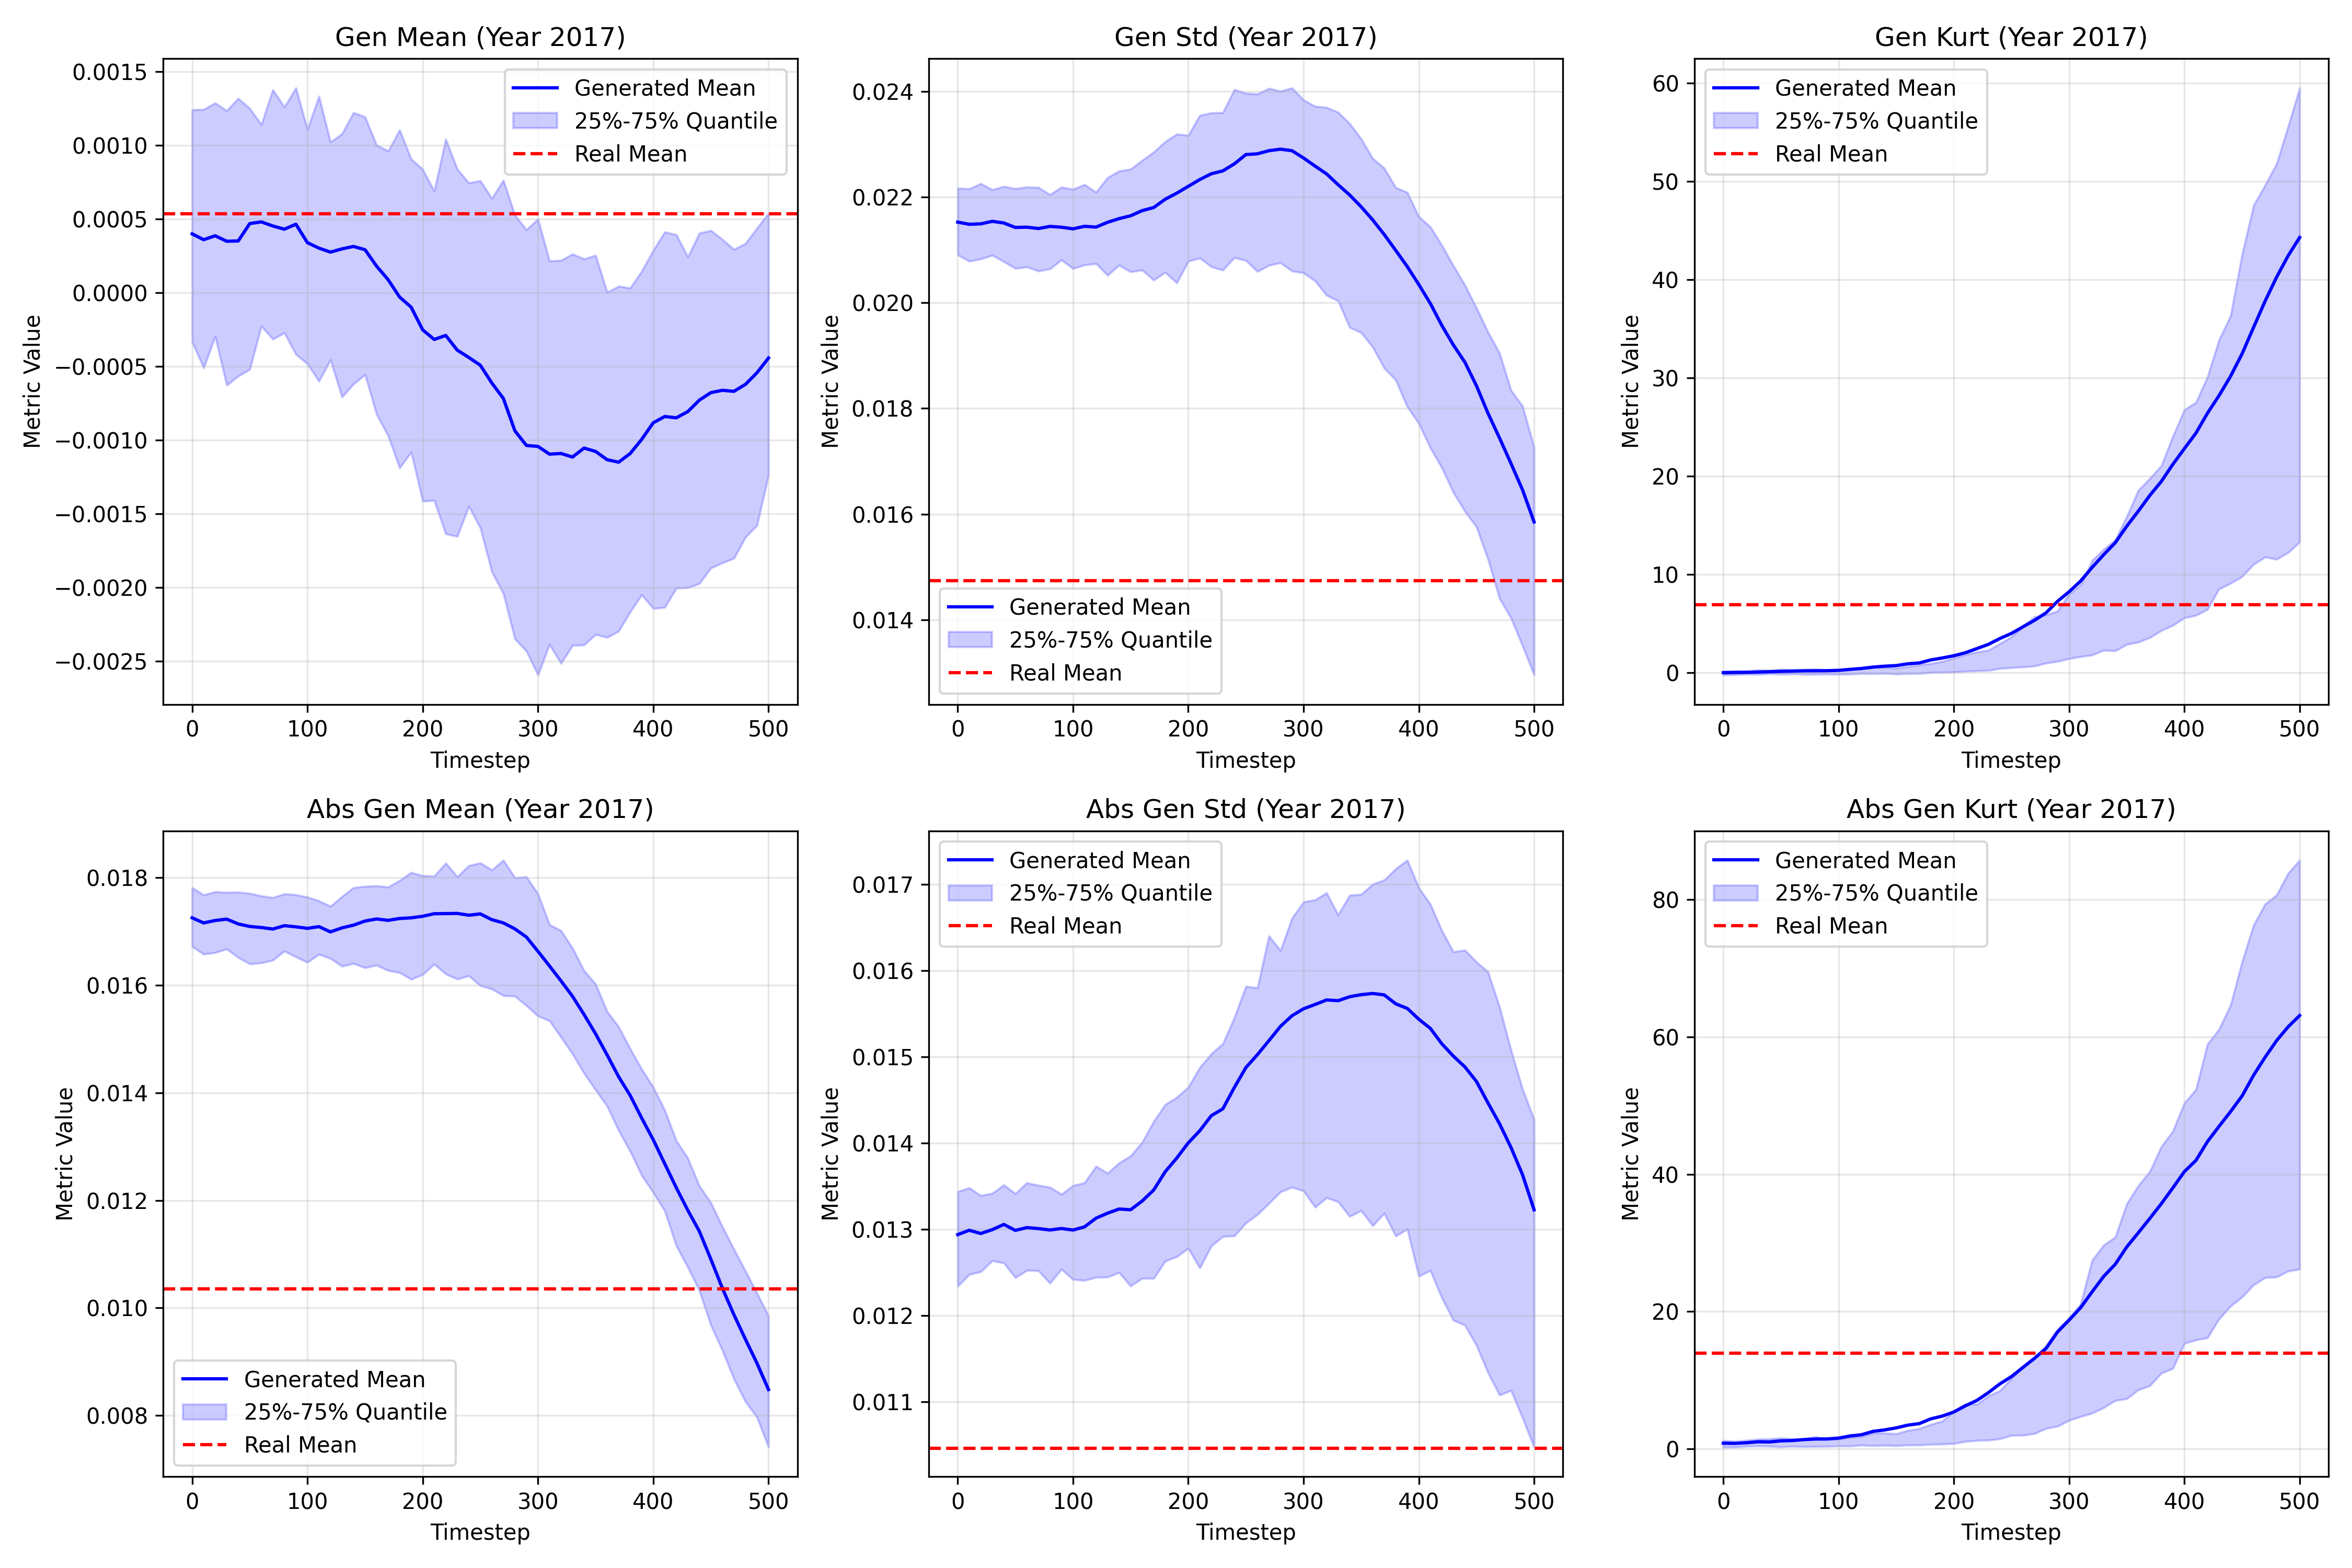 Gen Mean (Year 2017)
Metric Value
0.0015
0.0010
0.0005
0.0000
−0.0005
−0.0010
−0.0015
−0.0020
−0.0025
Generated Mean
25%-75% Quantile
Real Mean
0 100 200 300 400 500
Timestep
Gen Std (Year 2017)
Metric Value
0.024
0.022
0.020
0.018
0.016
0.014
Generated Mean
25%-75% Quantile
Real Mean
0 100 200 300 400 500
Timestep
Gen Kurt (Year 2017)
Metric Value
60
50
40
30
20
10
0
Generated Mean
25%-75% Quantile
Real Mean
0 100 200 300 400 500
Timestep
Abs Gen Mean (Year 2017)
Metric Value
0.018
0.016
0.014
0.012
0.010
0.008
Generated Mean
25%-75% Quantile
Real Mean
0 100 200 300 400 500
Timestep
Abs Gen Std (Year 2017)
Metric Value
0.017
0.016
0.015
0.014
0.013
0.012
0.011
Generated Mean
25%-75% Quantile
Real Mean
0 100 200 300 400 500
Timestep
Abs Gen Kurt (Year 2017)
Metric Value
80
60
40
20
0
Generated Mean
25%-75% Quantile
Real Mean
0 100 200 300 400 500
Timestep